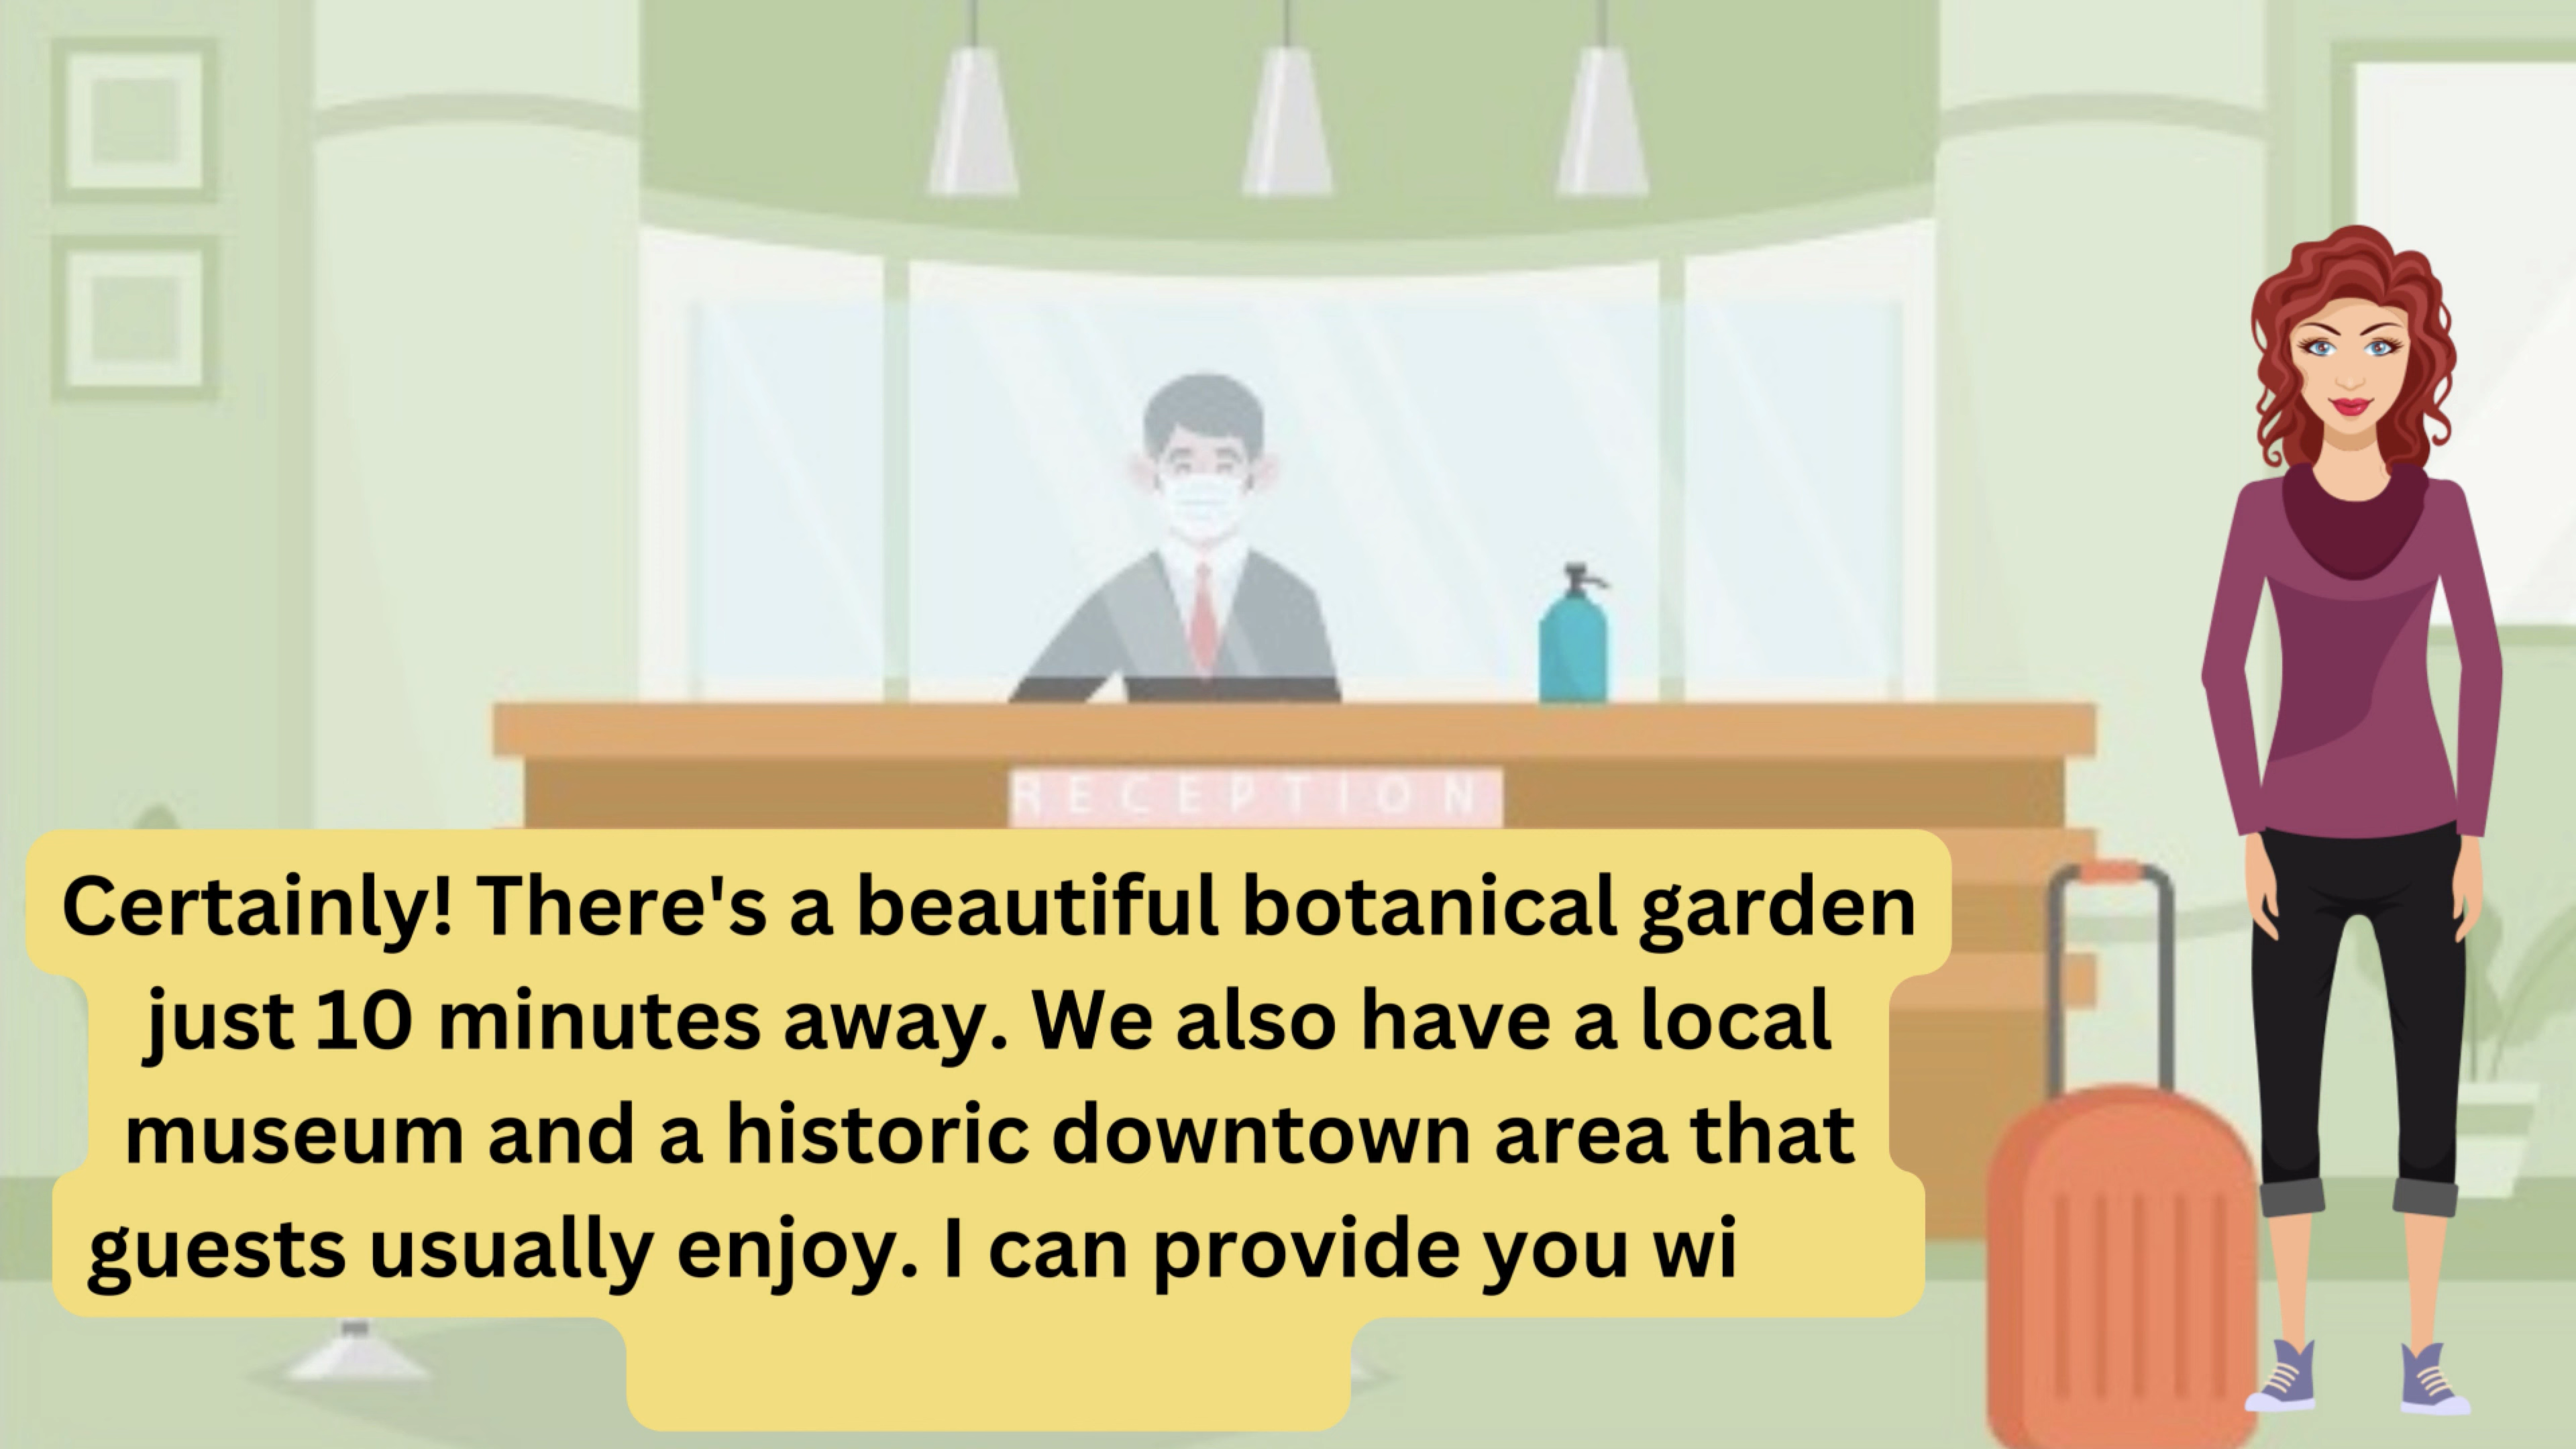 RECEPTION
Certainly! There's a beautiful botanical garden
just 10 minutes away. We also have a local
museum and a historic downtown area that
guests usually enjoy. I can provide you wi